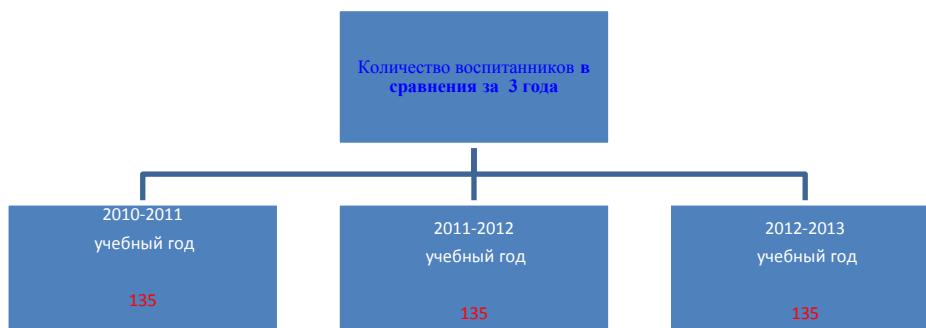 Количество воспитанников в
сравнения за 3 года
2010-2011
учебный год
135
2011-2012
учебный год
135
2012-2013
учебный год
135